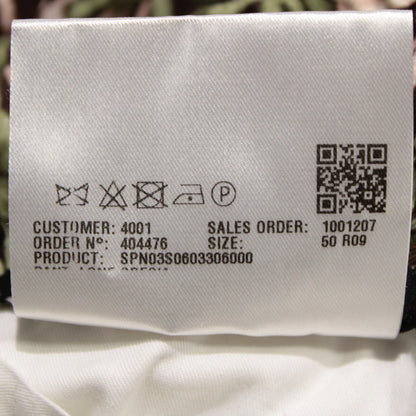 P
CUSTOMER: 4001 SALES ORDER: 1001207
ORDER Nº: 404476 SIZE: 50 R09
PRODUCT: SPN03S0603306000